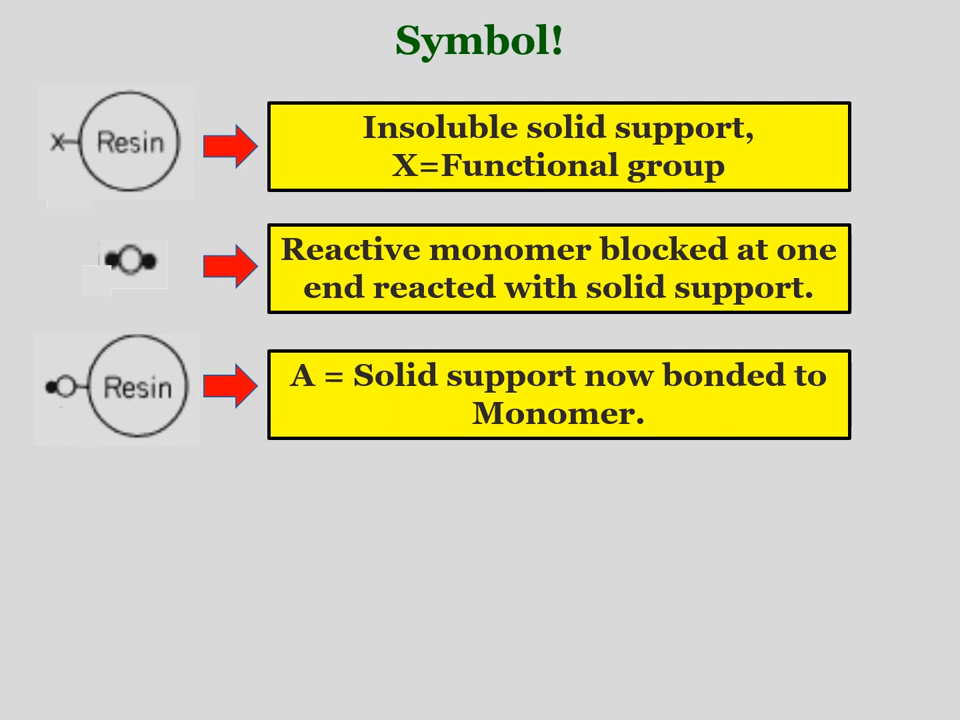 Symbol!
X
Resin
Insoluble solid support,
X=Functional group
Reactive monomer blocked at one
end reacted with solid support.
Resin
A = Solid support now bonded to
Monomer.